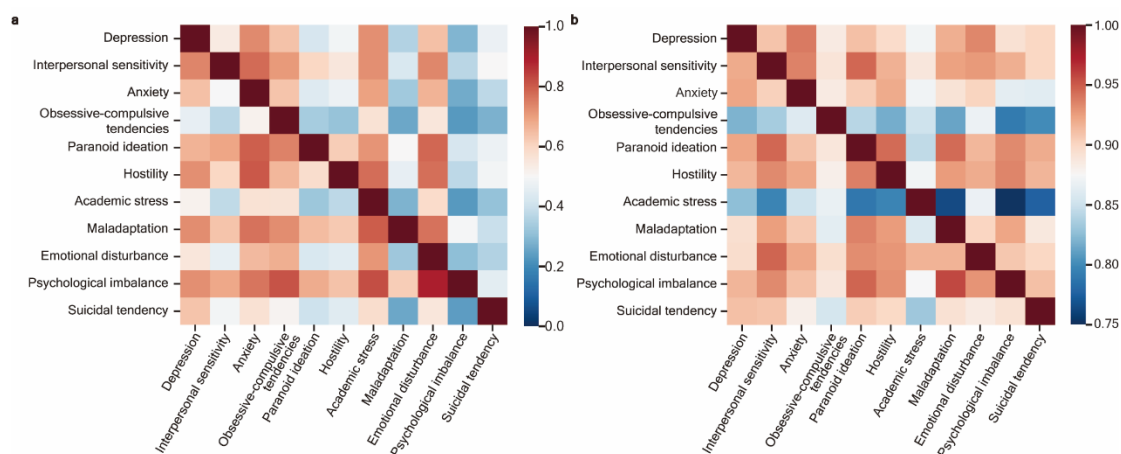 a
Depression
Interpersonal sensitivity
Anxiety
Obsessive-compulsive
tendencies
Paranoid ideation
Hostility
Academic stress
Maladaptation
Emotional disturbance
Psychological imbalance
Suicidal tendency
1.0
0.8
0.6
0.4
0.2
0.0
Depression
Interpersonal sensitivity
Anxiety
Obsessive-compulsive
tendencies
Paranoid ideation
Hostility
Academic stress
Maladaptation
Emotional disturbance
Psychological imbalance
Suicidal tendency
b
Depression
Interpersonal sensitivity
Anxiety
Obsessive-compulsive
tendencies
Paranoid ideation
Hostility
Academic stress
Maladaptation
Emotional disturbance
Psychological imbalance
Suicidal tendency
1.00
0.95
0.90
0.85
0.80
0.75
Depression
Interpersonal sensitivity
Anxiety
Obsessive-compulsive
tendencies
Paranoid ideation
Hostility
Academic stress
Maladaptation
Emotional disturbance
Psychological imbalance
Suicidal tendency